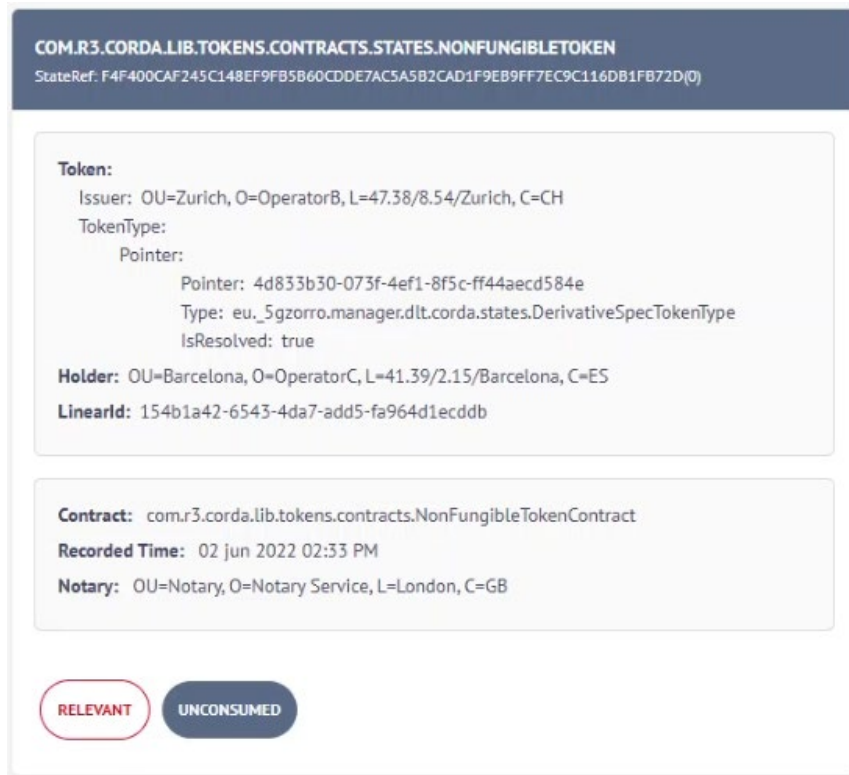 COM.R3.CORDA.LIB.TOKENS.CONTRACTS.STATES.NONFUNGIBLETOKEN
StateRef: F4F400CAF245C148EF9FB5B60CDDE7AC5A5B2CAD1F9EB9FF7EC9C116DB1FB72D(0)
Token:
Issuer: OU=Zurich, O=OperatorB, L=47.38/8.54/Zurich, C=CH
TokenType:
Pointer:
Pointer: 4d833b30-073f-4ef1-8f5c-ff44aecd584e
Type: eu._5gzorro.manager.dlt.corda.states.DerivativeSpecTokenType
IsResolved: true
Holder: OU=Barcelona, O=OperatorC, L=41.39/2.15/Barcelona, C=ES
LinearId: 154b1a42-6543-4da7-add5-fa964d1ecddb
Contract: com.r3.corda.lib.tokens.contracts.NonFungibleTokenContract
Recorded Time: 02 jun 2022 02:33 PM
Notary: OU=Notary, O=Notary Service, L=London, C=GB
RELEVANT UNCONSUMED